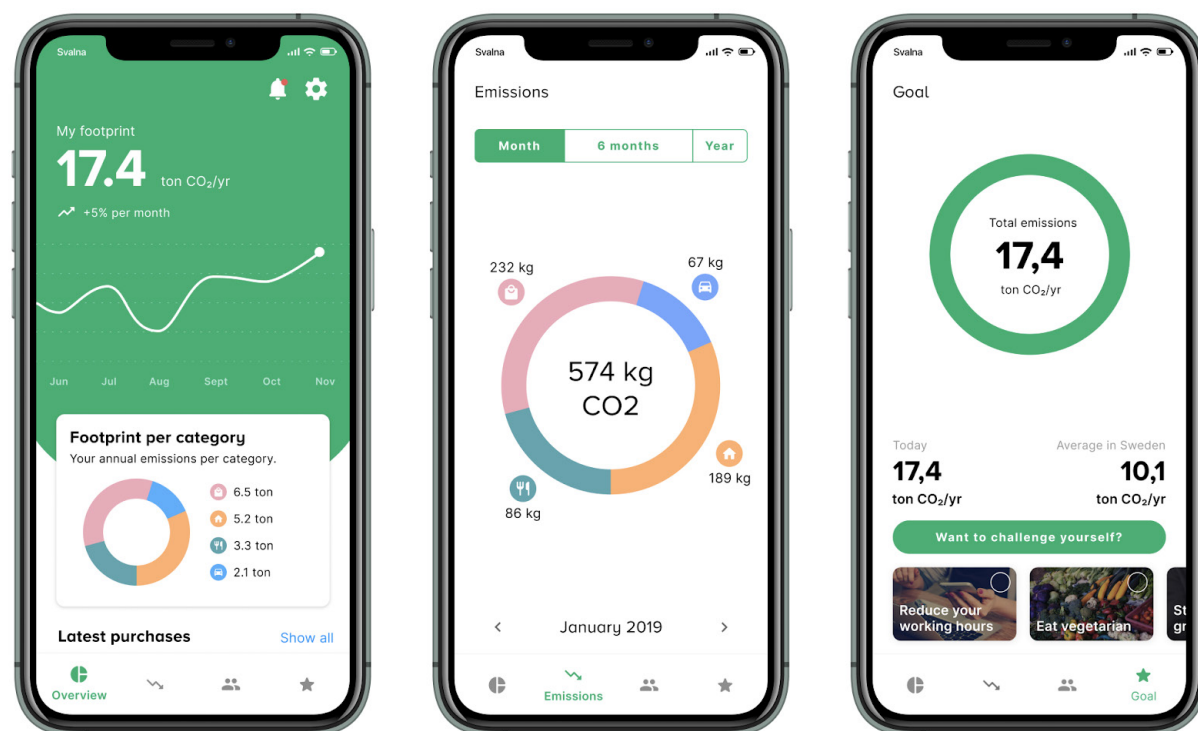 Svalna
My footprint
17.4 ton CO₂/yr
+5% per month
Jun Jul Aug Sept Oct Nov
Footprint per category
Your annual emissions per category.
6.5 ton
5.2 ton
3.3 ton
2.1 ton
Latest purchases Show all
Overview
Svalna
Emissions
Month 6 months Year
232 kg
67 kg
574 kg
CO2
189 kg
86 kg
January 2019
Emissions
Svalna
Goal
Total emissions
17,4
ton CO₂/yr
Today Average in Sweden
17,4 10,1
ton CO₂/yr ton CO₂/yr
Want to challenge yourself?
Reduce your
working hours
Eat vegetarian
St
gr
Goal